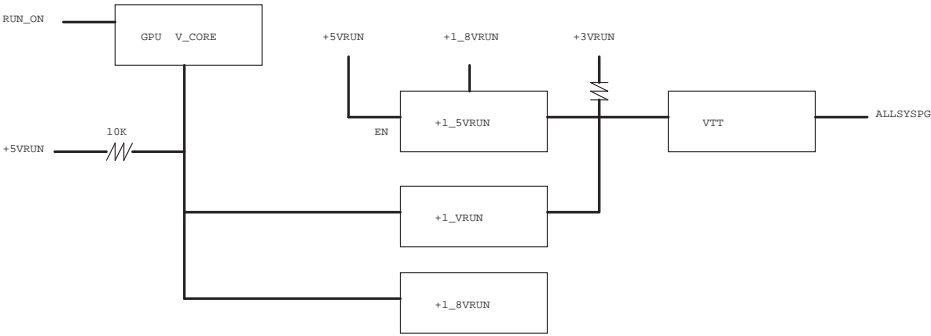 RUN_ON
GPU V_CORE
+5VRUN
+1_8VRUN
+3VRUN
EN
+1_5VRUN
VTT
ALLSYSPG
10K
+5VRUN
+1_VRUN
+1_8VRUN